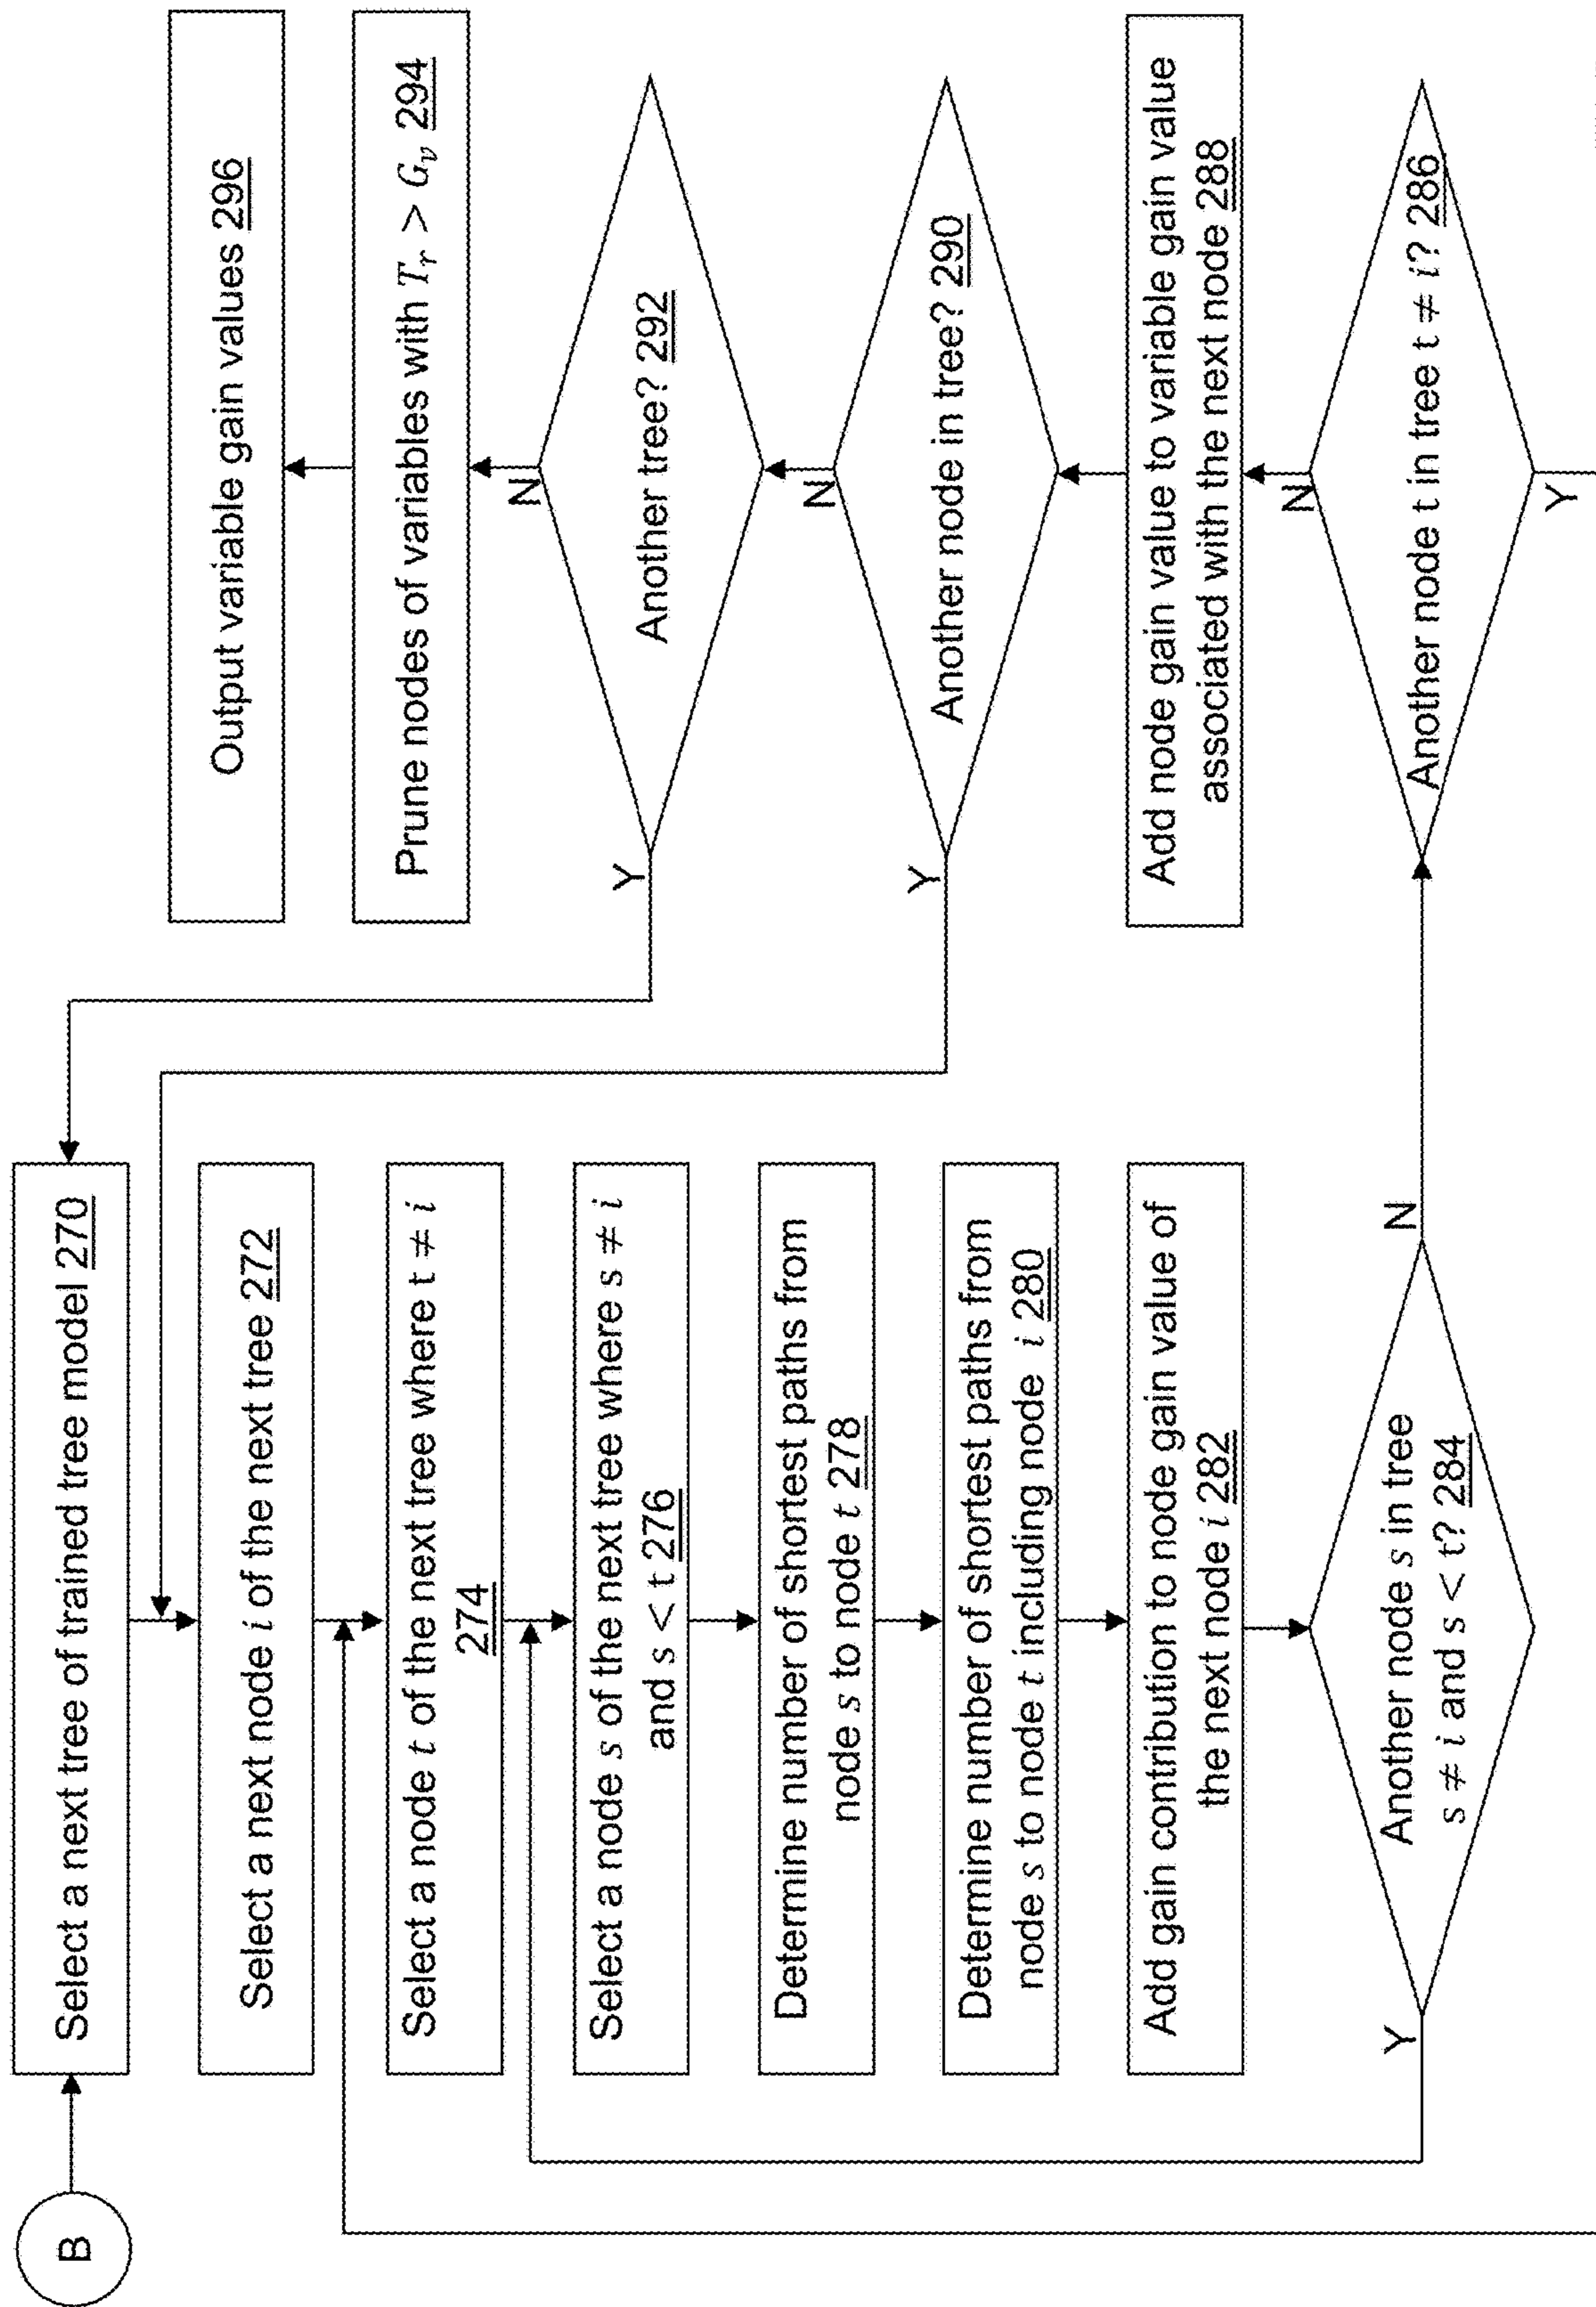 B
Select a next tree of trained tree model 270
Select a next node i of the next tree 272
Select a node t of the next tree where t ≠ i
274
Select a node s of the next tree where s ≠ i
and s < t 276
Determine number of shortest paths from
node s to node t 278
Determine number of shortest paths from
node s to node t including node i 280
Add gain contribution to node gain value of
the next node i 282
Another node s in tree
s ≠ i and s < t? 284
Y
N
Another node t in tree t ≠ i? 286
Y
N
Add node gain value to variable gain value
associated with the next node 288
Another node in tree? 290
Y
N
Another tree? 292
Y
N
Prune nodes of variables with Tr > Gv 294
Output variable gain values 296